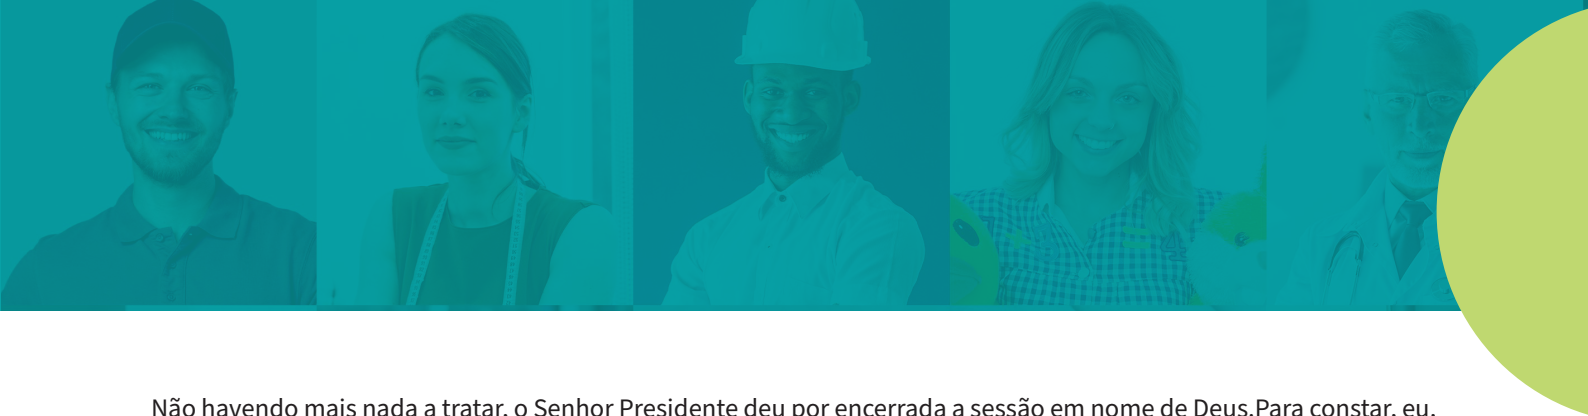 Não havendo mais nada a tratar, o Senhor Presidente deu por encerrada a sessão em nome de Deus.Para constar, eu,